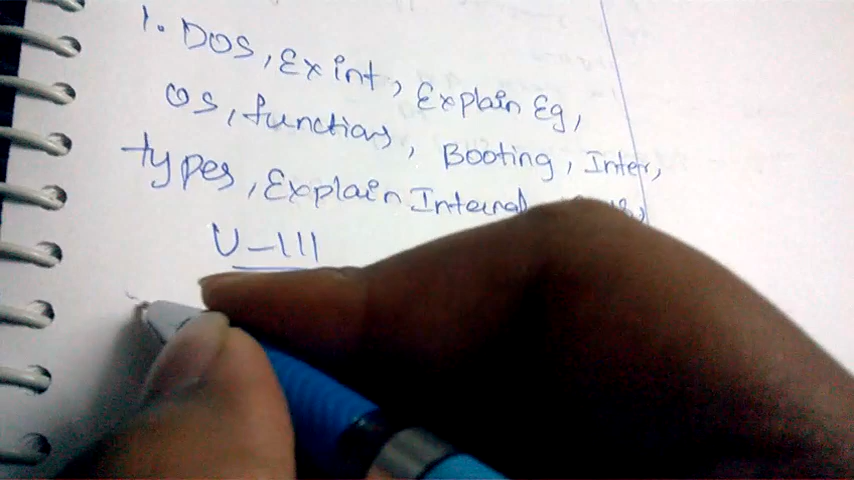 1. DOS, Ex int, Explain Eg,
OS, functions, Booting, Inter,
types, Explain Internal
U-III